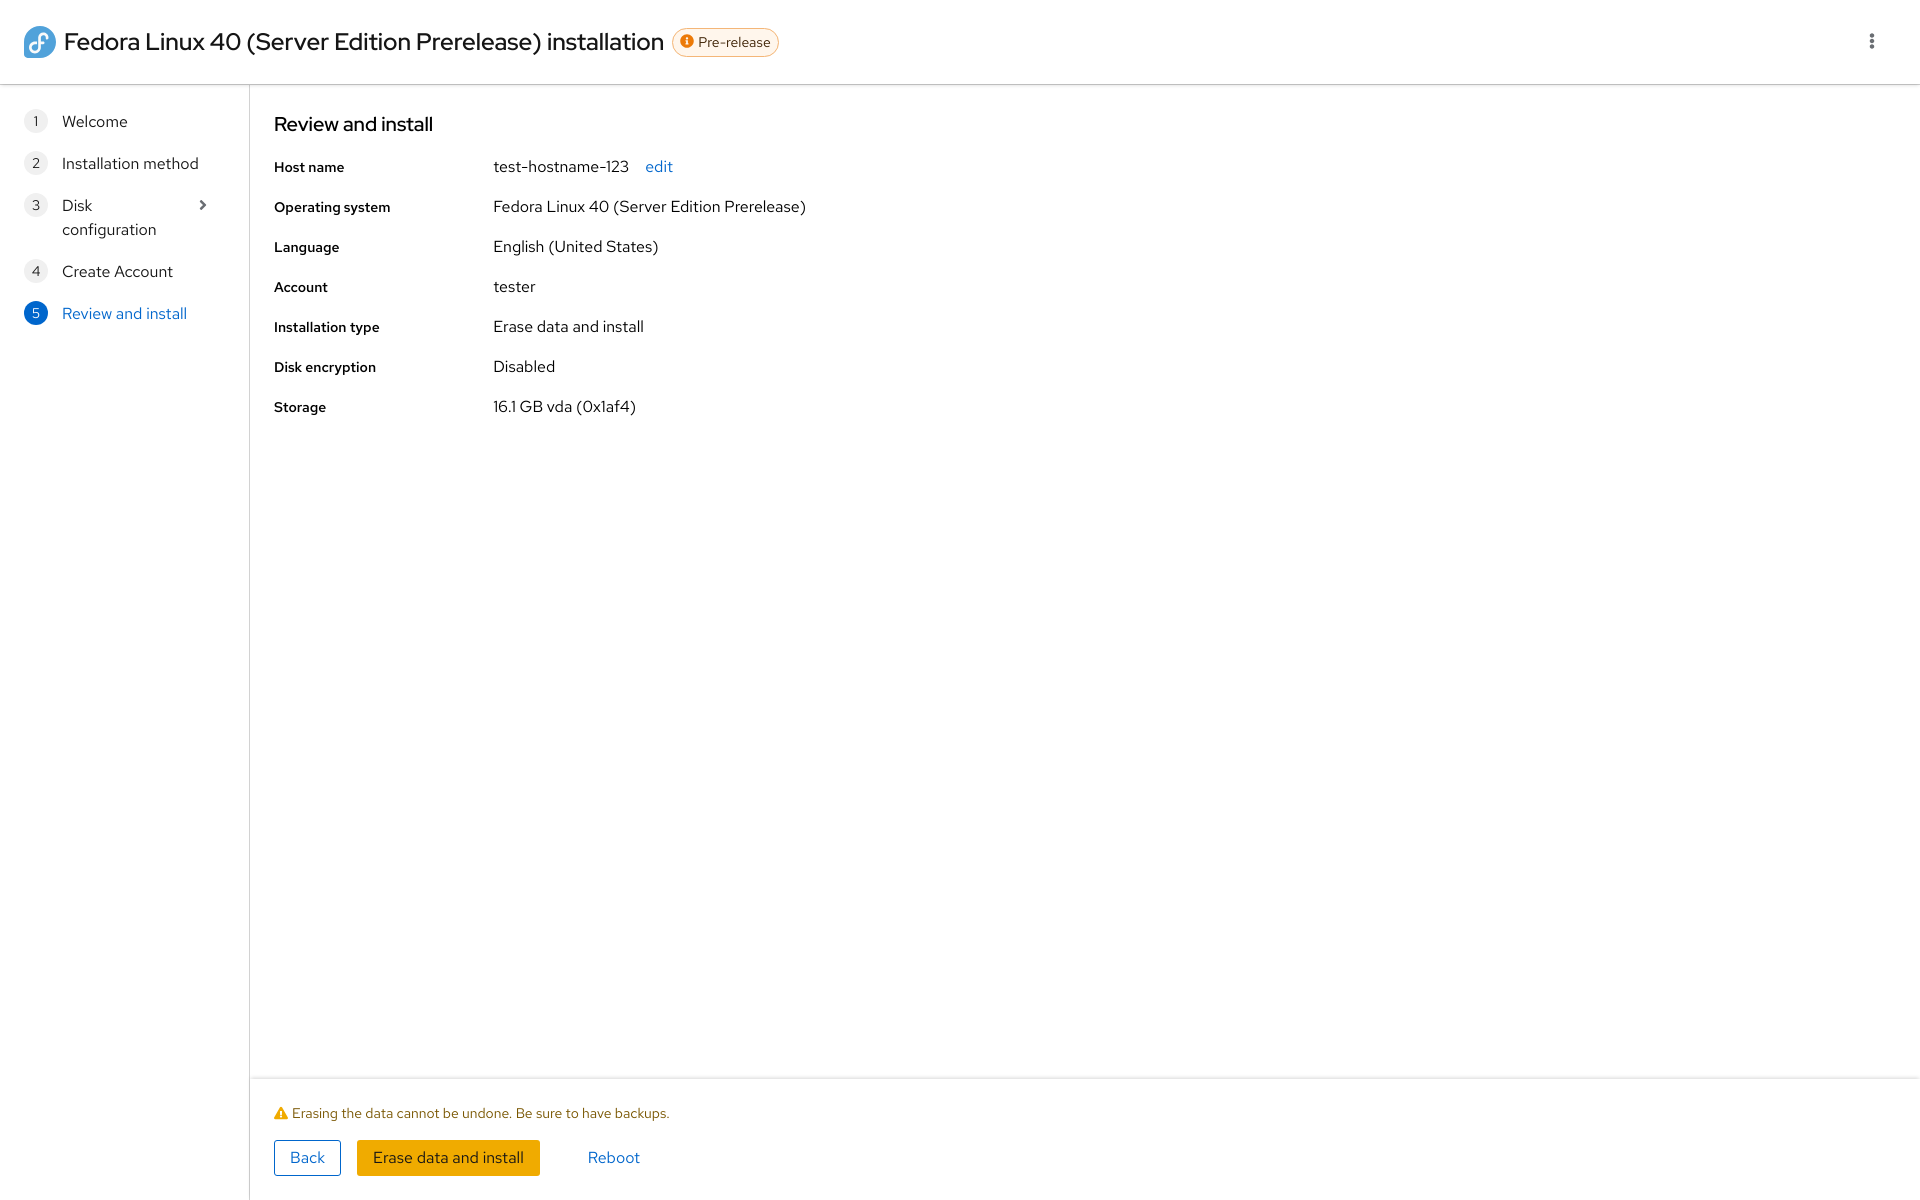 Fedora Linux 40 (Server Edition Prerelease) installation Pre-release
1 Welcome
2 Installation method
3 Disk configuration
4 Create Account
5 Review and install
Review and install
Host name test-hostname-123 edit
Operating system Fedora Linux 40 (Server Edition Prerelease)
Language English (United States)
Account tester
Installation type Erase data and install
Disk encryption Disabled
Storage 16.1 GB vda (0x1af4)
Erasing the data cannot be undone. Be sure to have backups.
Back Erase data and install Reboot